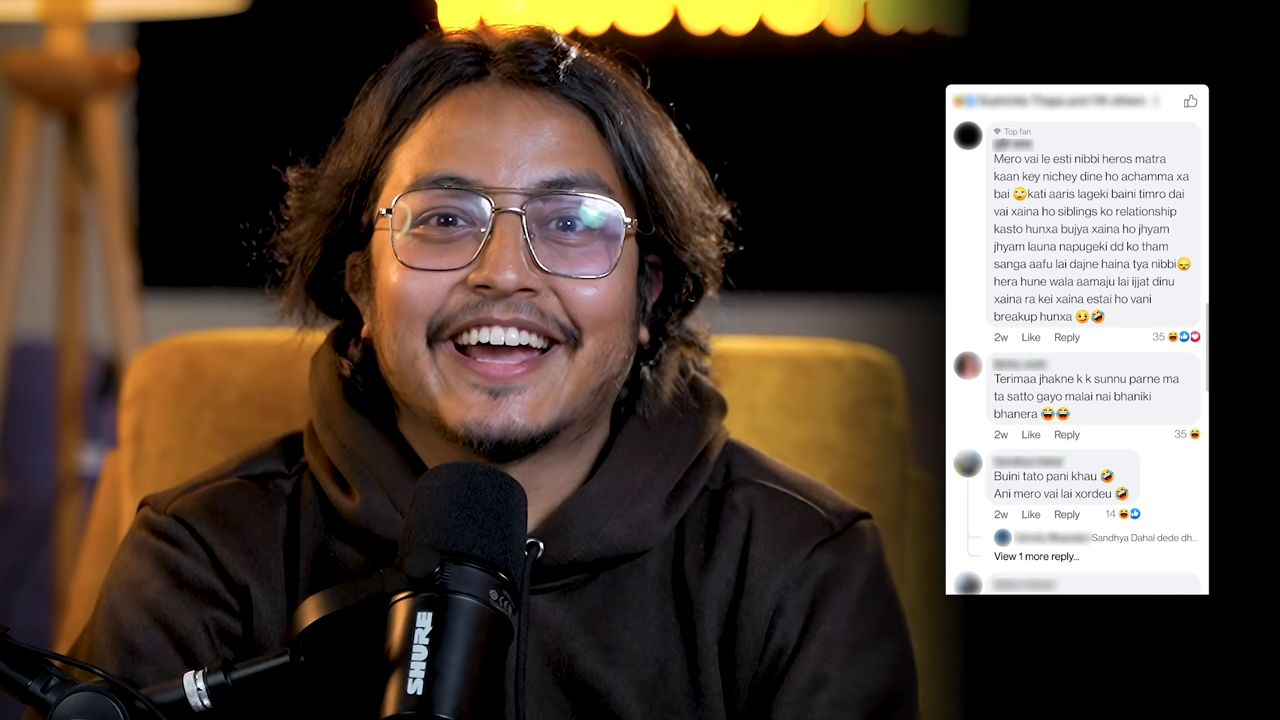 Top fan
Mero vai le esti nibbi heros matra
kaan key nichey dine ho achamma xa
bai 🙄kati aaris lageki baini timro dai
vai xaina ho siblings ko relationship
kasto hunxa bujya xaina ho jhyam
jhyam launa napugeki dd ko tham
sanga aafu lai dajne haina tya nibbi😪
hera hune wala aamaju lai ijjat dinu
xaina ra kei xaina estai ho vani
breakup hunxa 😏🤣
2w Like Reply 35
Terimaa jhakne k k sunnu parne ma
ta satto gayo malai nai bhaniki
bhanera 😂😂
2w Like Reply 35
Buini tato pani khau 🤣
Ani mero vai lai xordeu 🤣
2w Like Reply 14
Sandhya Dahal dede dh...
View 1 more reply...
SHURE